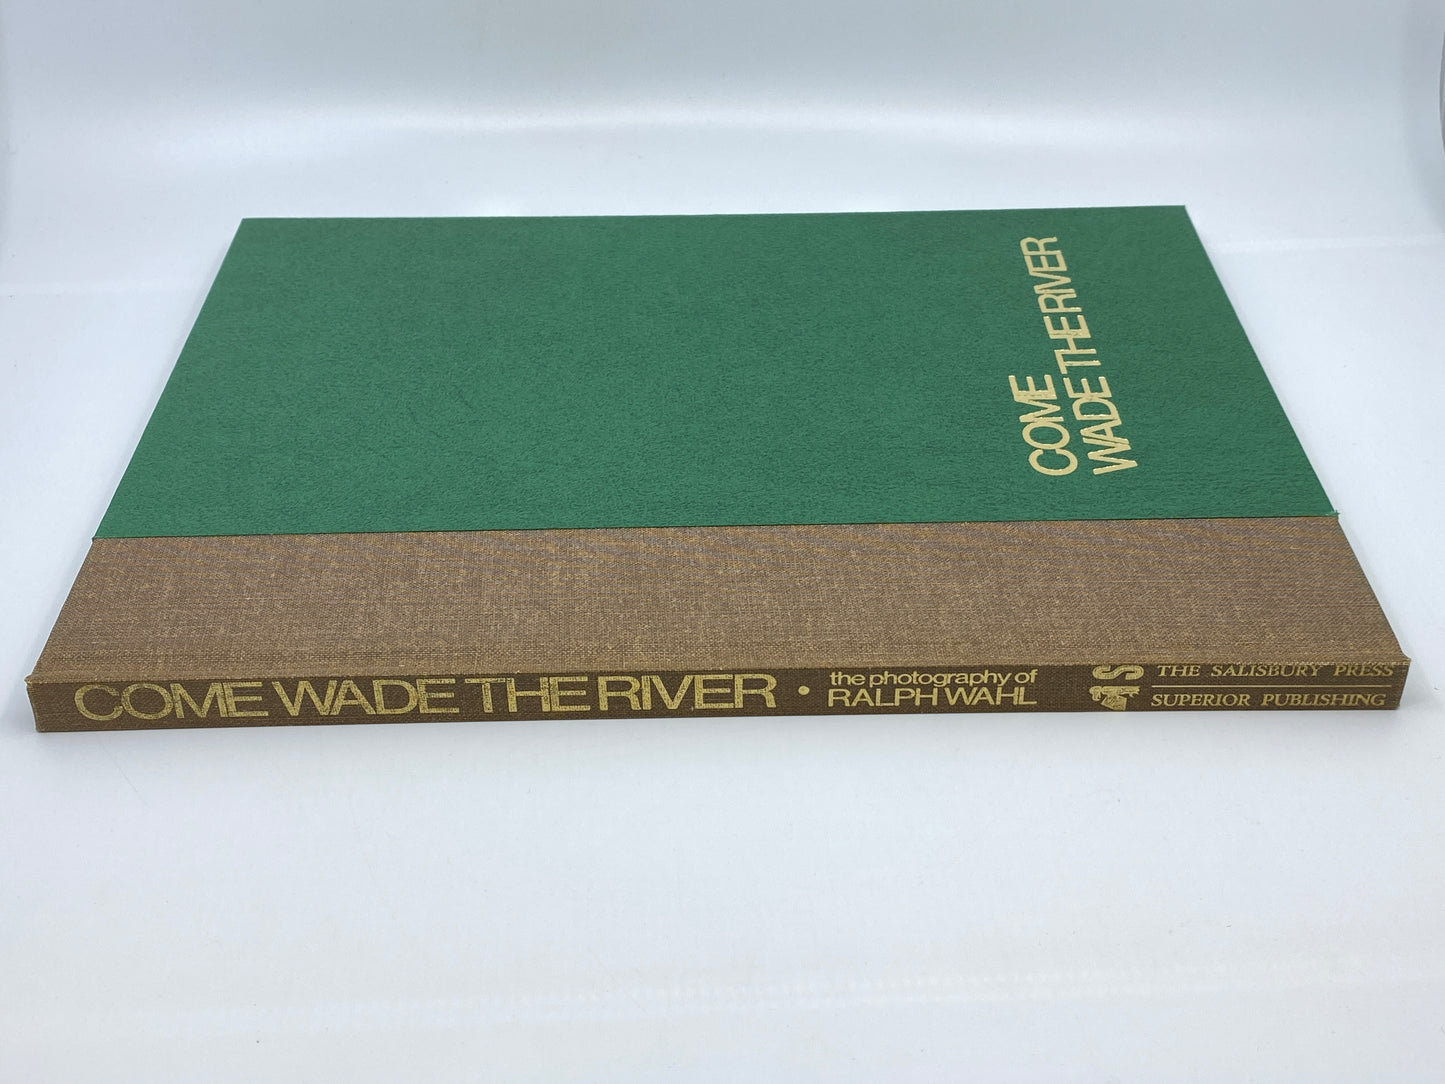 COME
WADE THE RIVER
COME WADE THE RIVER • the photography of
RALPH WAHL
S THE SALISBURY PRESS
SUPERIOR PUBLISHING